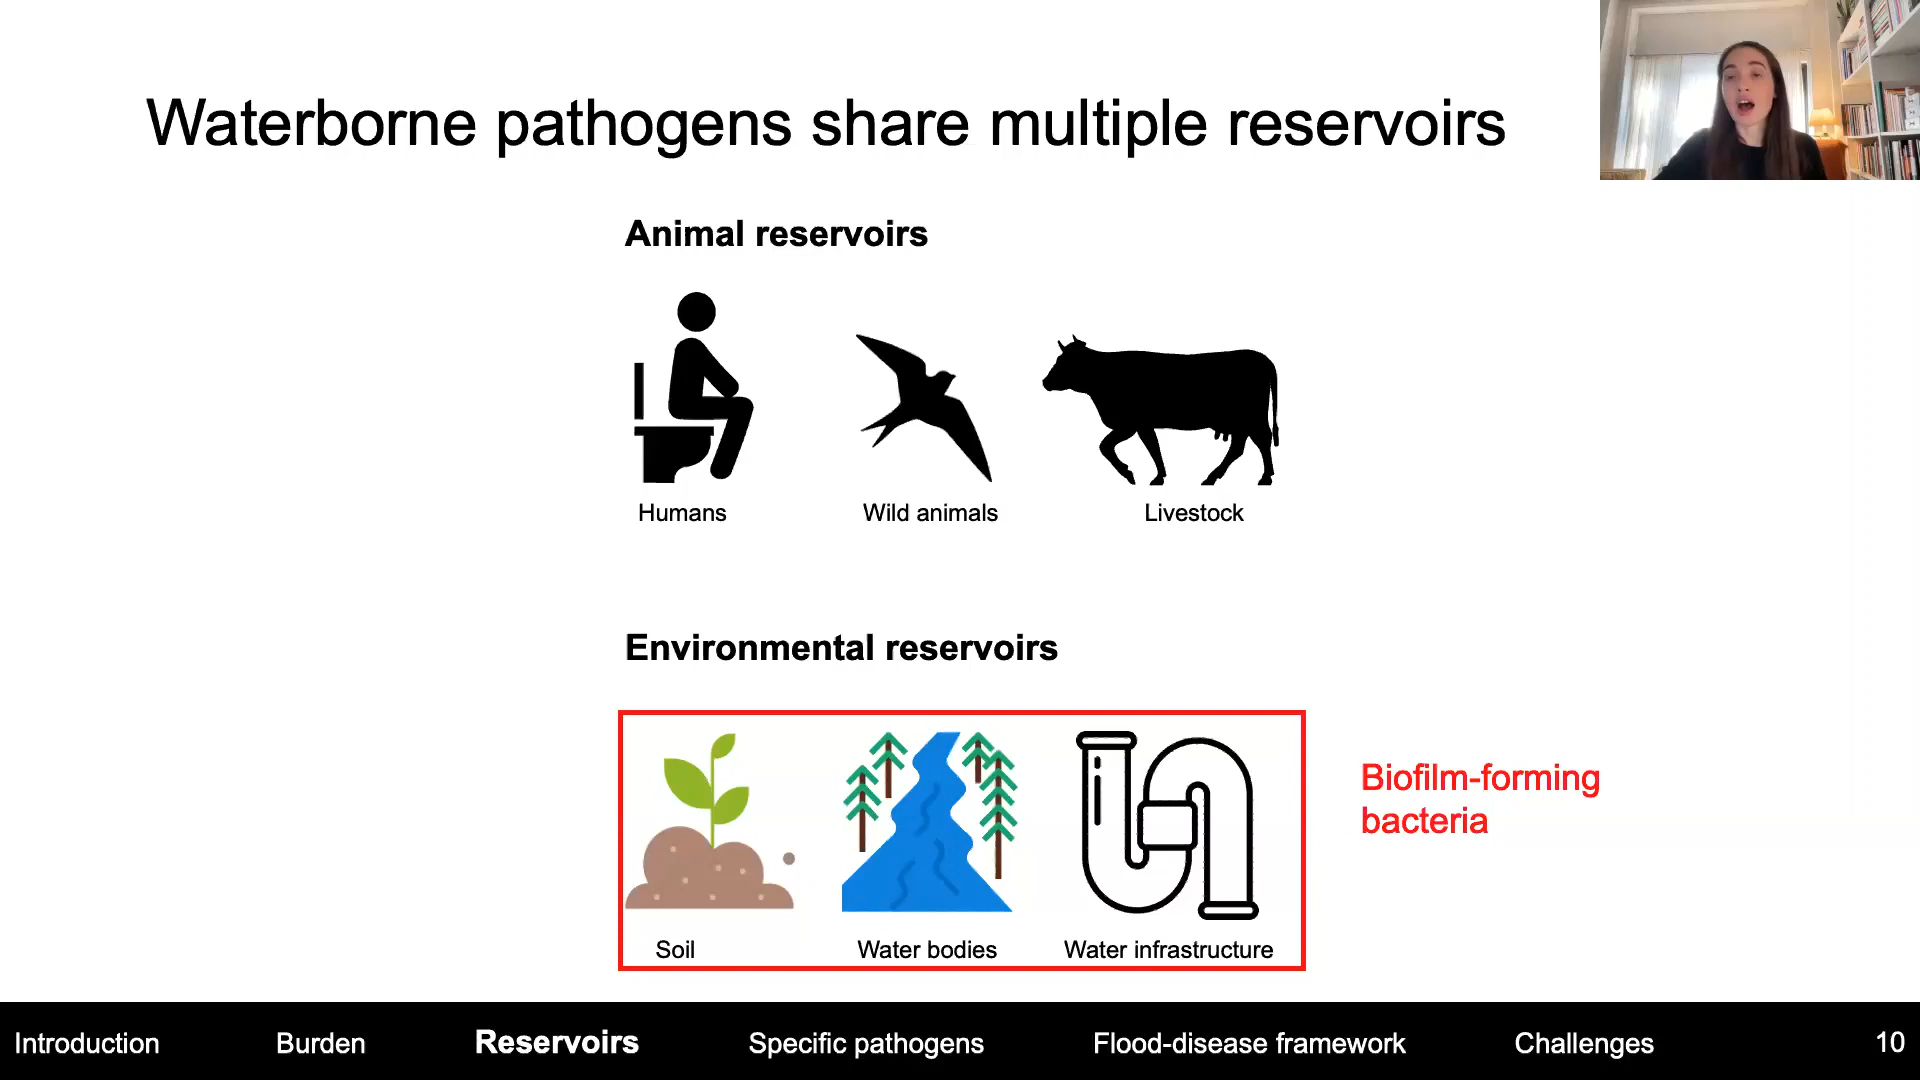 Waterborne pathogens share multiple reservoirs
Animal reservoirs
Humans
Wild animals
Livestock
Environmental reservoirs
Biofilm-forming
bacteria
Soil
Water bodies
Water infrastructure
Introduction
Burden
Reservoirs
Specific pathogens
Flood-disease framework
Challenges
10